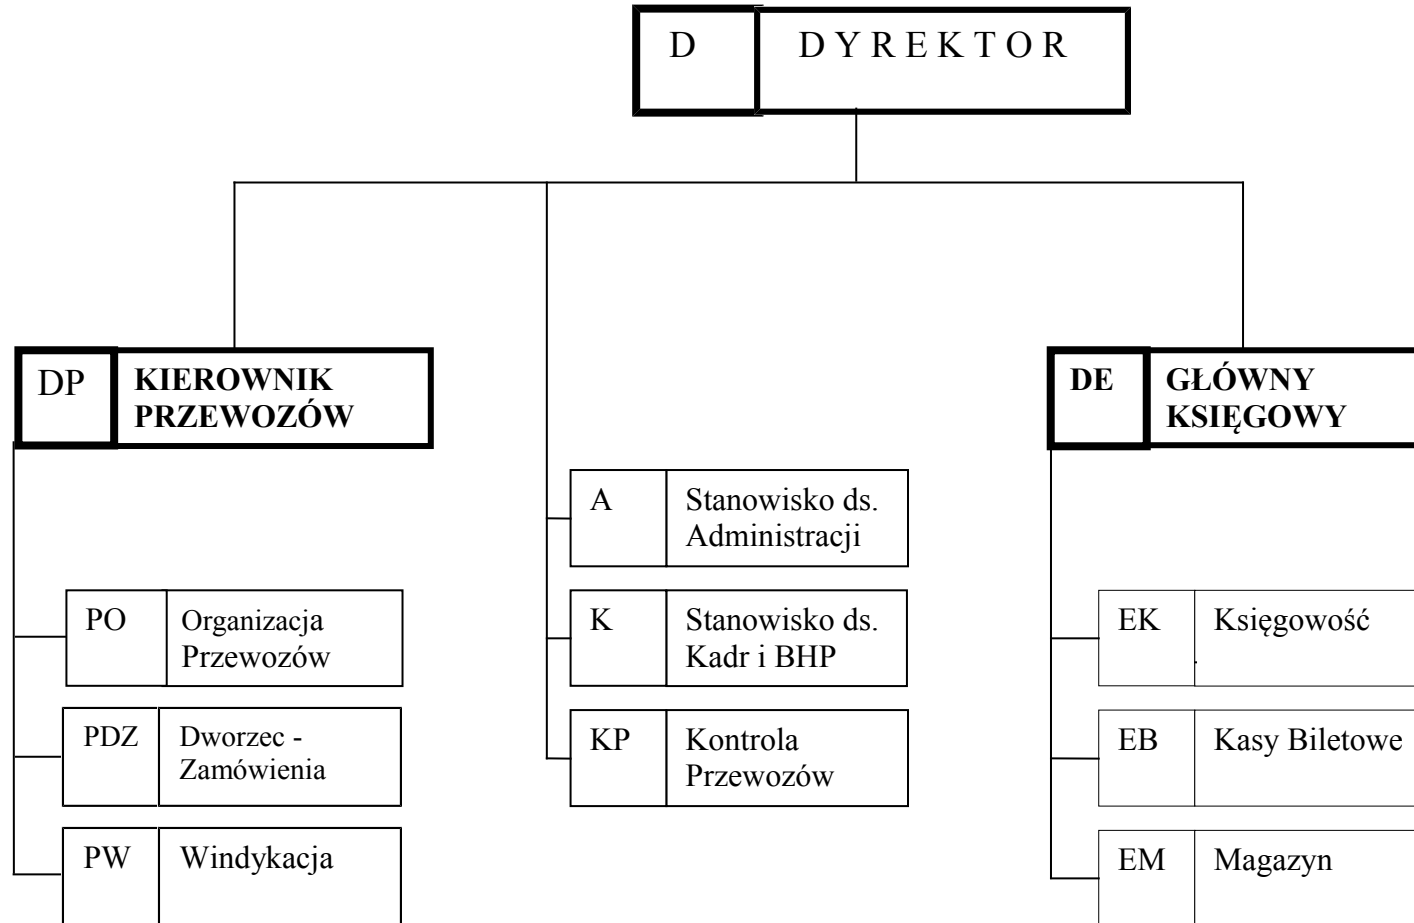 D
D Y R E K T O R
DP
KIEROWNIK
PRZEWOZÓW
DE
GŁÓWNY
KSIĘGOWY
A
Stanowisko ds.
Administracji
PO
Organizacja
Przewozów
K
Stanowisko ds.
Kadr i BHP
EK
Księgowość
.
PDZ
Dworzec -
Zamówienia
KP
Kontrola
Przewozów
EB
Kasy Biletowe
PW
Windykacja
EM
Magazyn